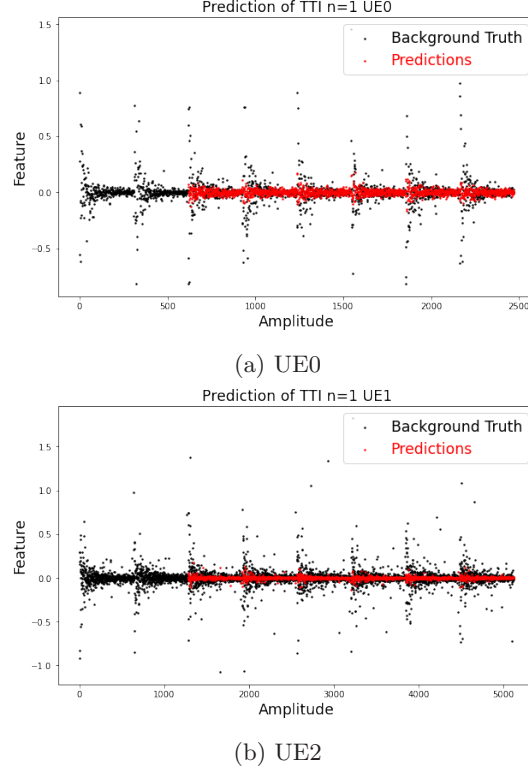 Prediction of TTI n=1 UE0
1.5
1.0
0.5
0.0
−0.5
Feature
Background Truth
Predictions
0 500 1000 1500 2000 2500
Amplitude
(a) UE0
Prediction of TTI n=1 UE1
1.5
1.0
0.5
0.0
−0.5
−1.0
Feature
Background Truth
Predictions
0 1000 2000 3000 4000 5000
Amplitude
(b) UE2